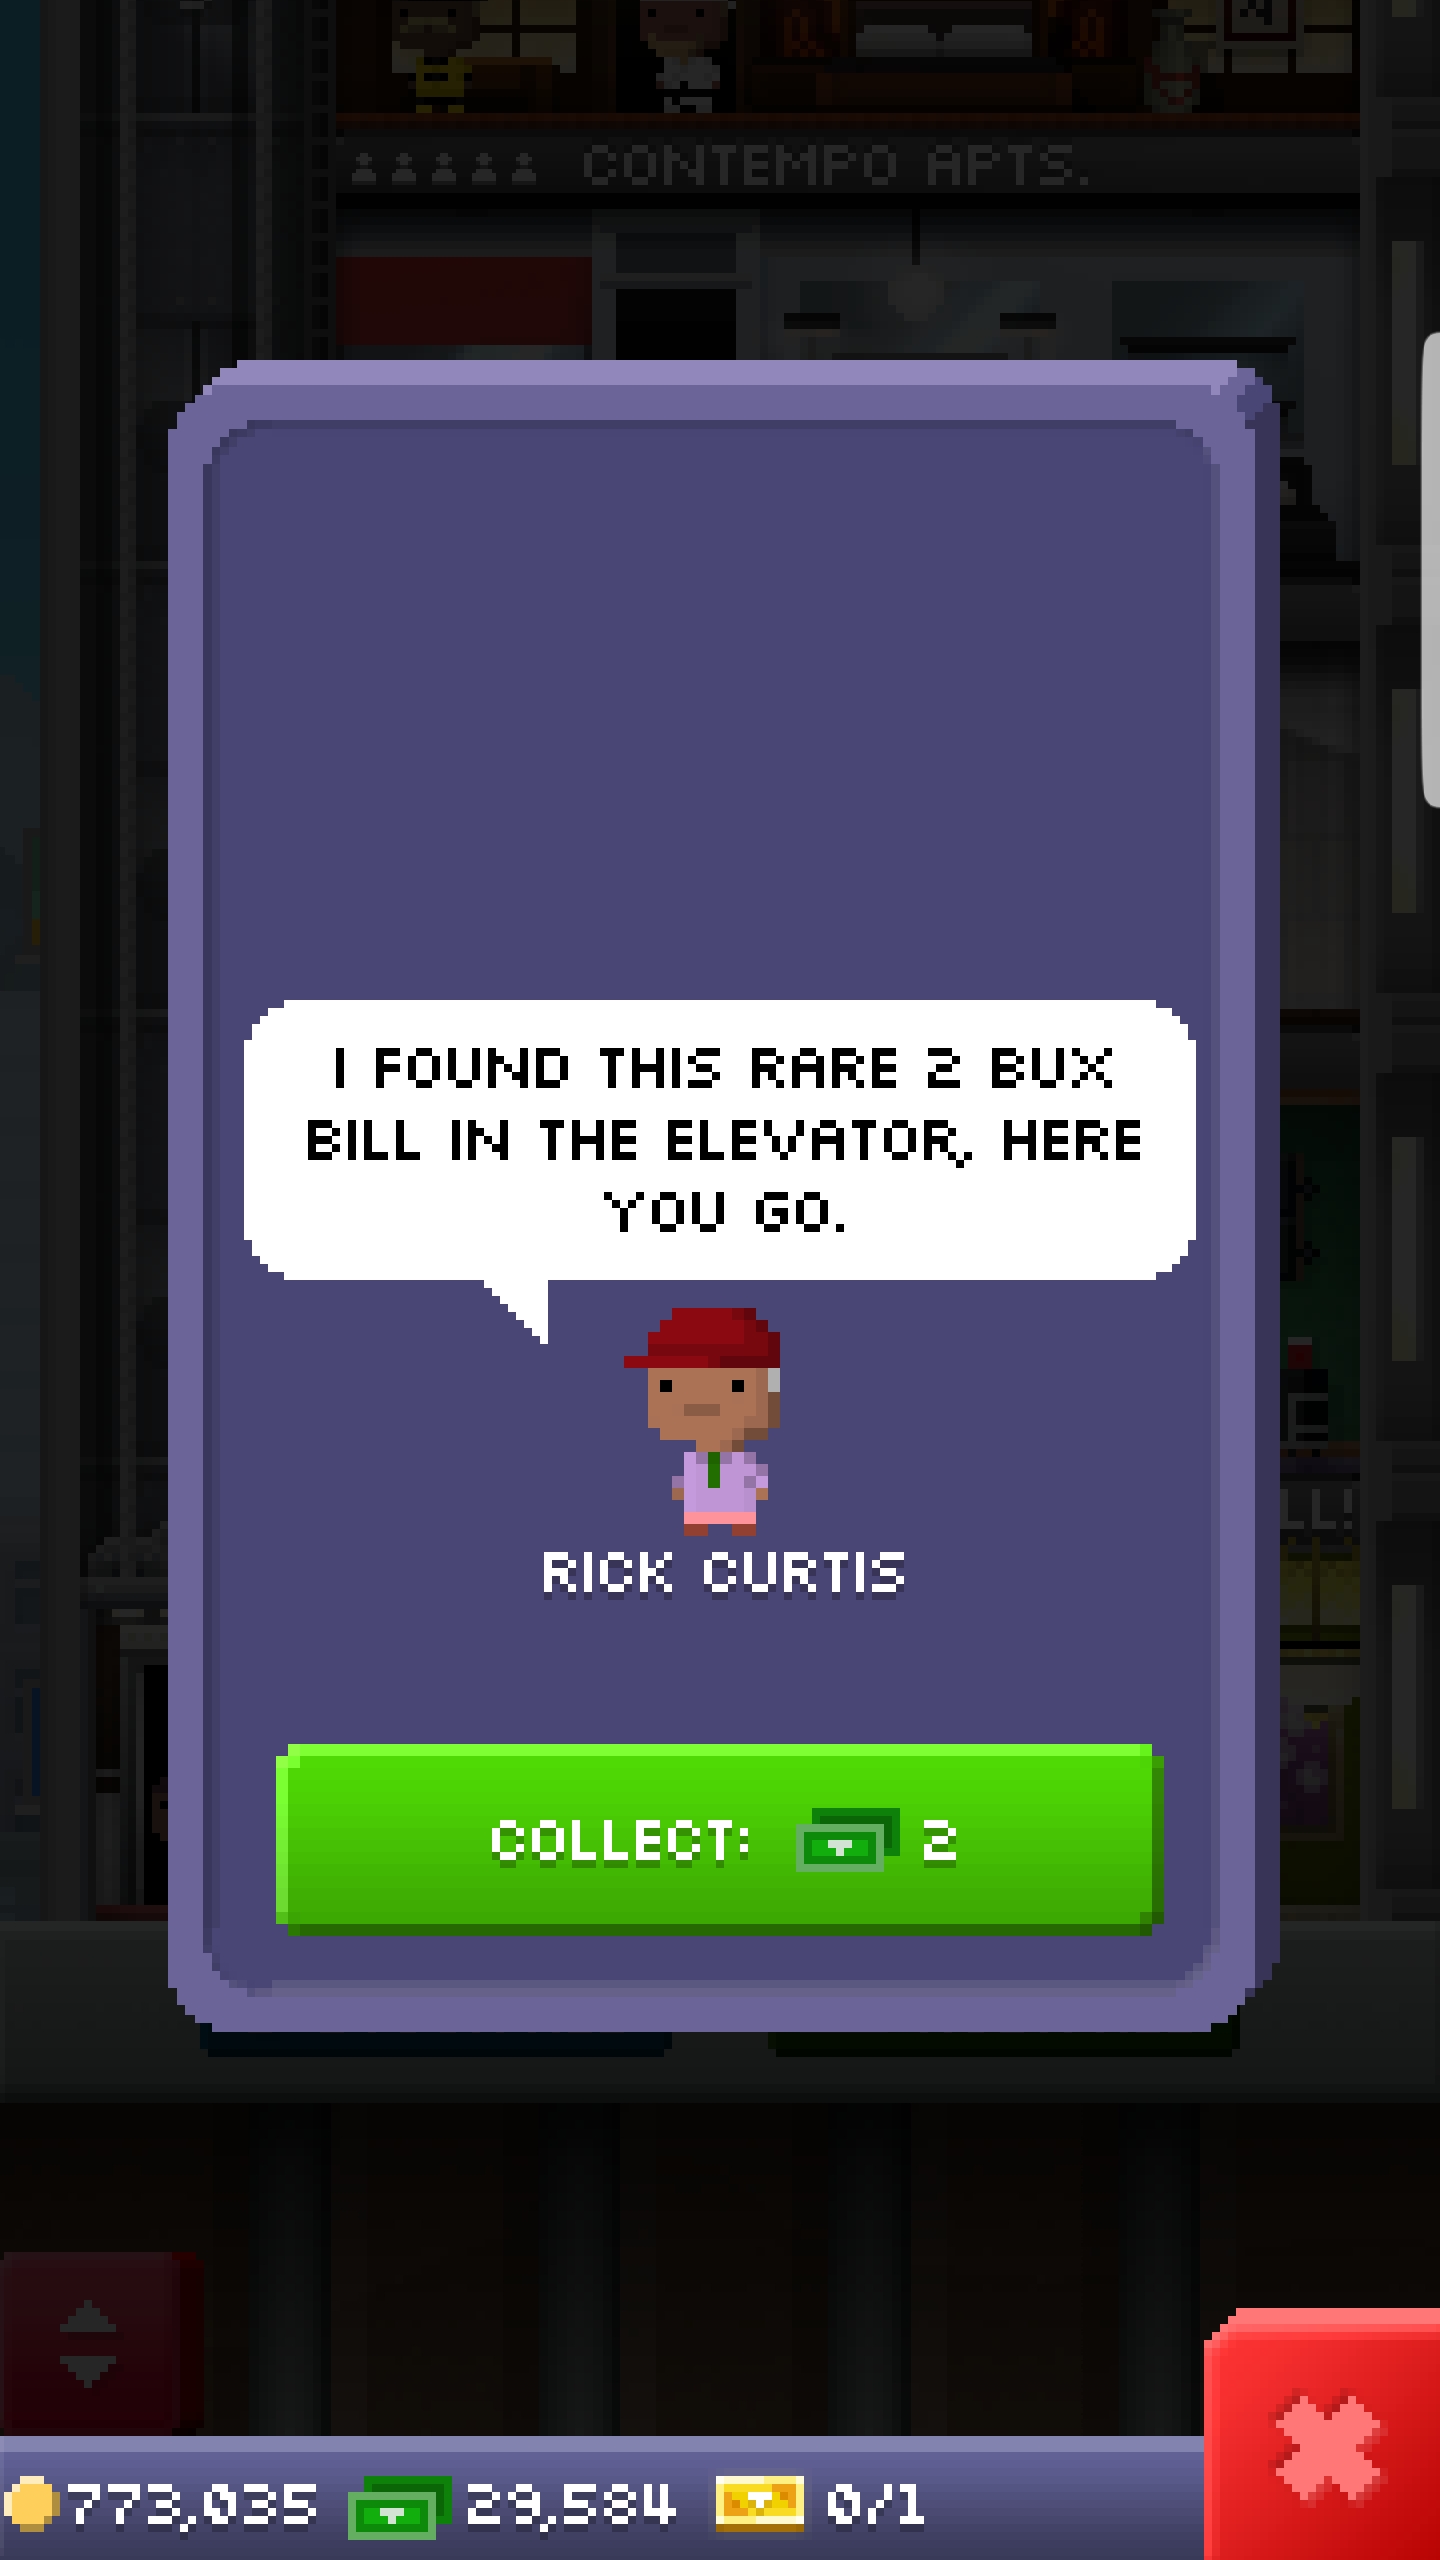 CONTEMPO APTS.
I FOUND THIS RARE 2 BUX
BILL IN THE ELEVATOR, HERE
YOU GO.
RICK CURTIS
LL!
COLLECT: 2
773,035 29,584 0/1